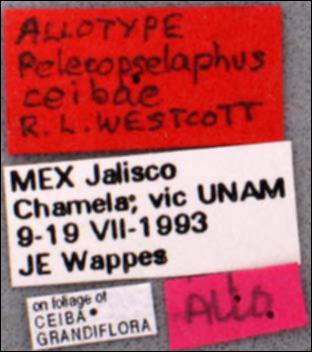 ALLOTYPE
Pelecopselaphus
ceibae
R. L. WESTCOTT
MEX Jalisco
Chamela; vic UNAM
9-19 VII-1993
JE Wappes
on foliage of
CEIBA
GRANDIFLORA
Allo.